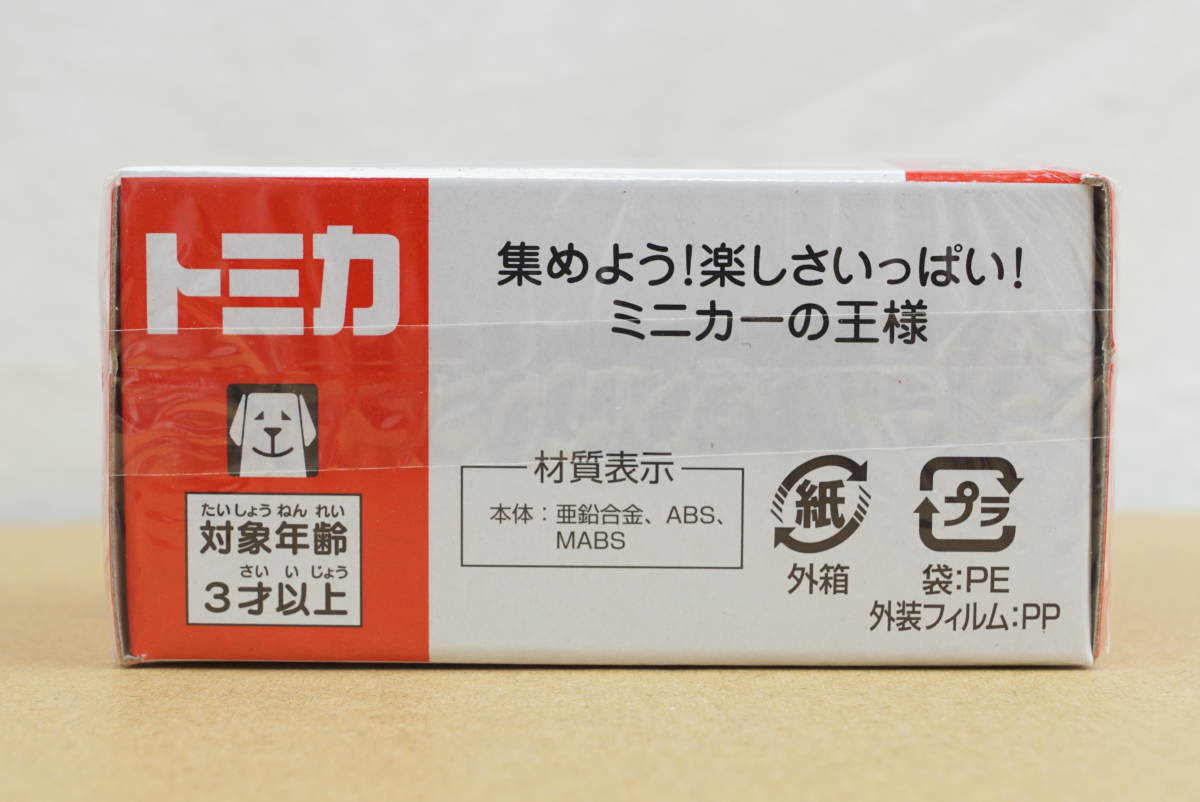 トミカ
集めよう!楽しさいっぱい!
ミニカーの王様
たいしょう ねん れい
対象年齢
さい い じょう
3才以上
材質表示
本体:亜鉛合金、ABS、
MABS
紙
外箱
プラ
袋:PE
外装フィルム:PP